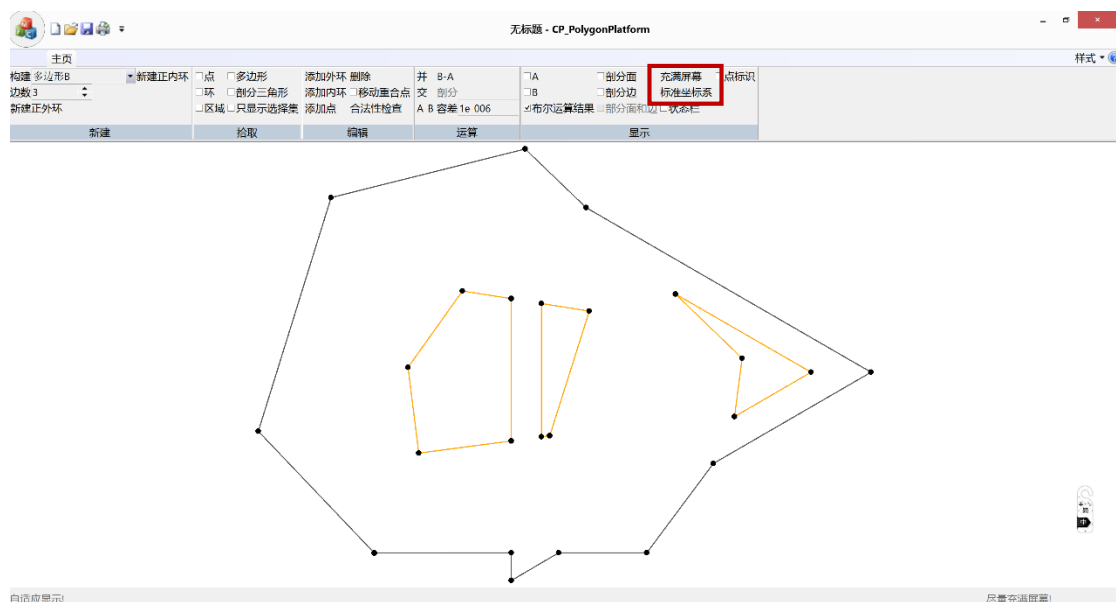 无标题 - CP_PolygonPlatform
主页
样式
构建 多边形B 新建正内环 点 多边形 添加外环 删除 并 B-A A 剖分面 充满屏幕 点标识
边数 3 环 剖分三角形 添加内环 移动重合点 交 剖分 B 剖分边 标准坐标系
新建正外环 区域 只显示选择集 添加点 合法性检查 A B 容差 1e 006 布尔运算结果 剖分面和边 状态栏
新建 拾取 编辑 运算 显示
简
中
自适应显示! 尽量充满屏幕!